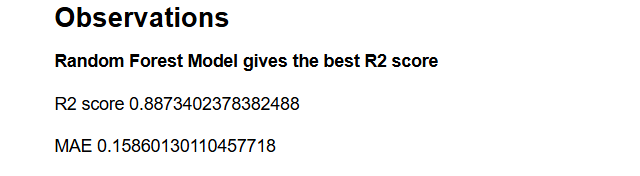 Observations
Random Forest Model gives the best R2 score
R2 score 0.8873402378382488
MAE 0.15860130110457718